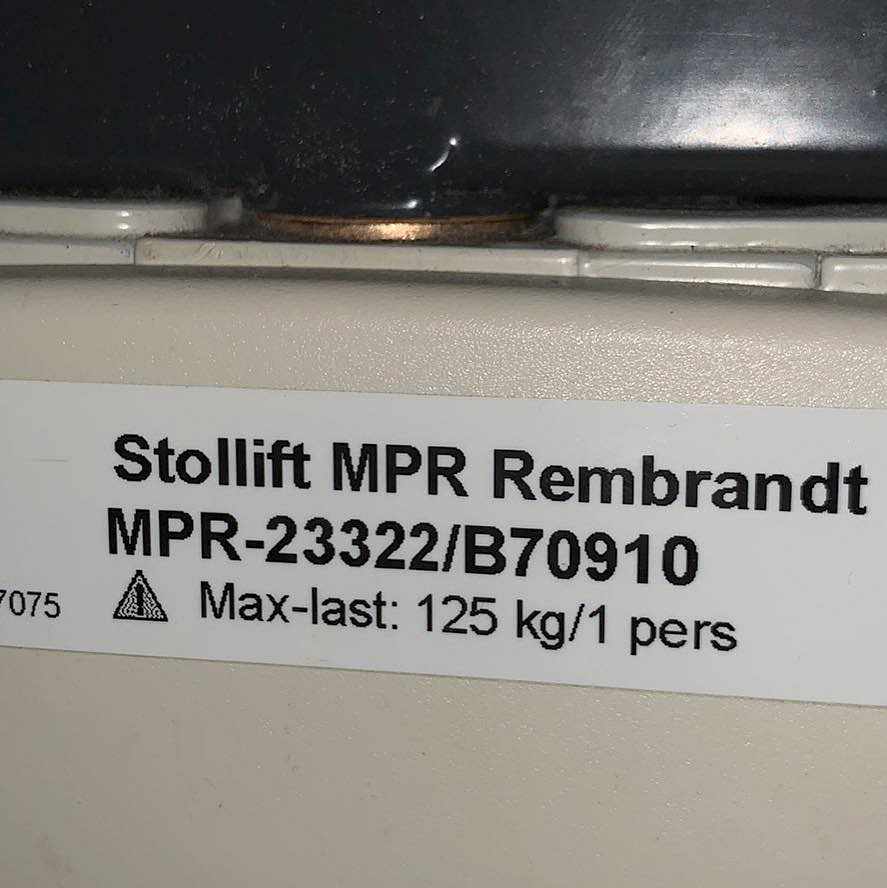 Stollift MPR Rembrandt
MPR-23322/B70910
7075 Max-last: 125 kg/1 pers